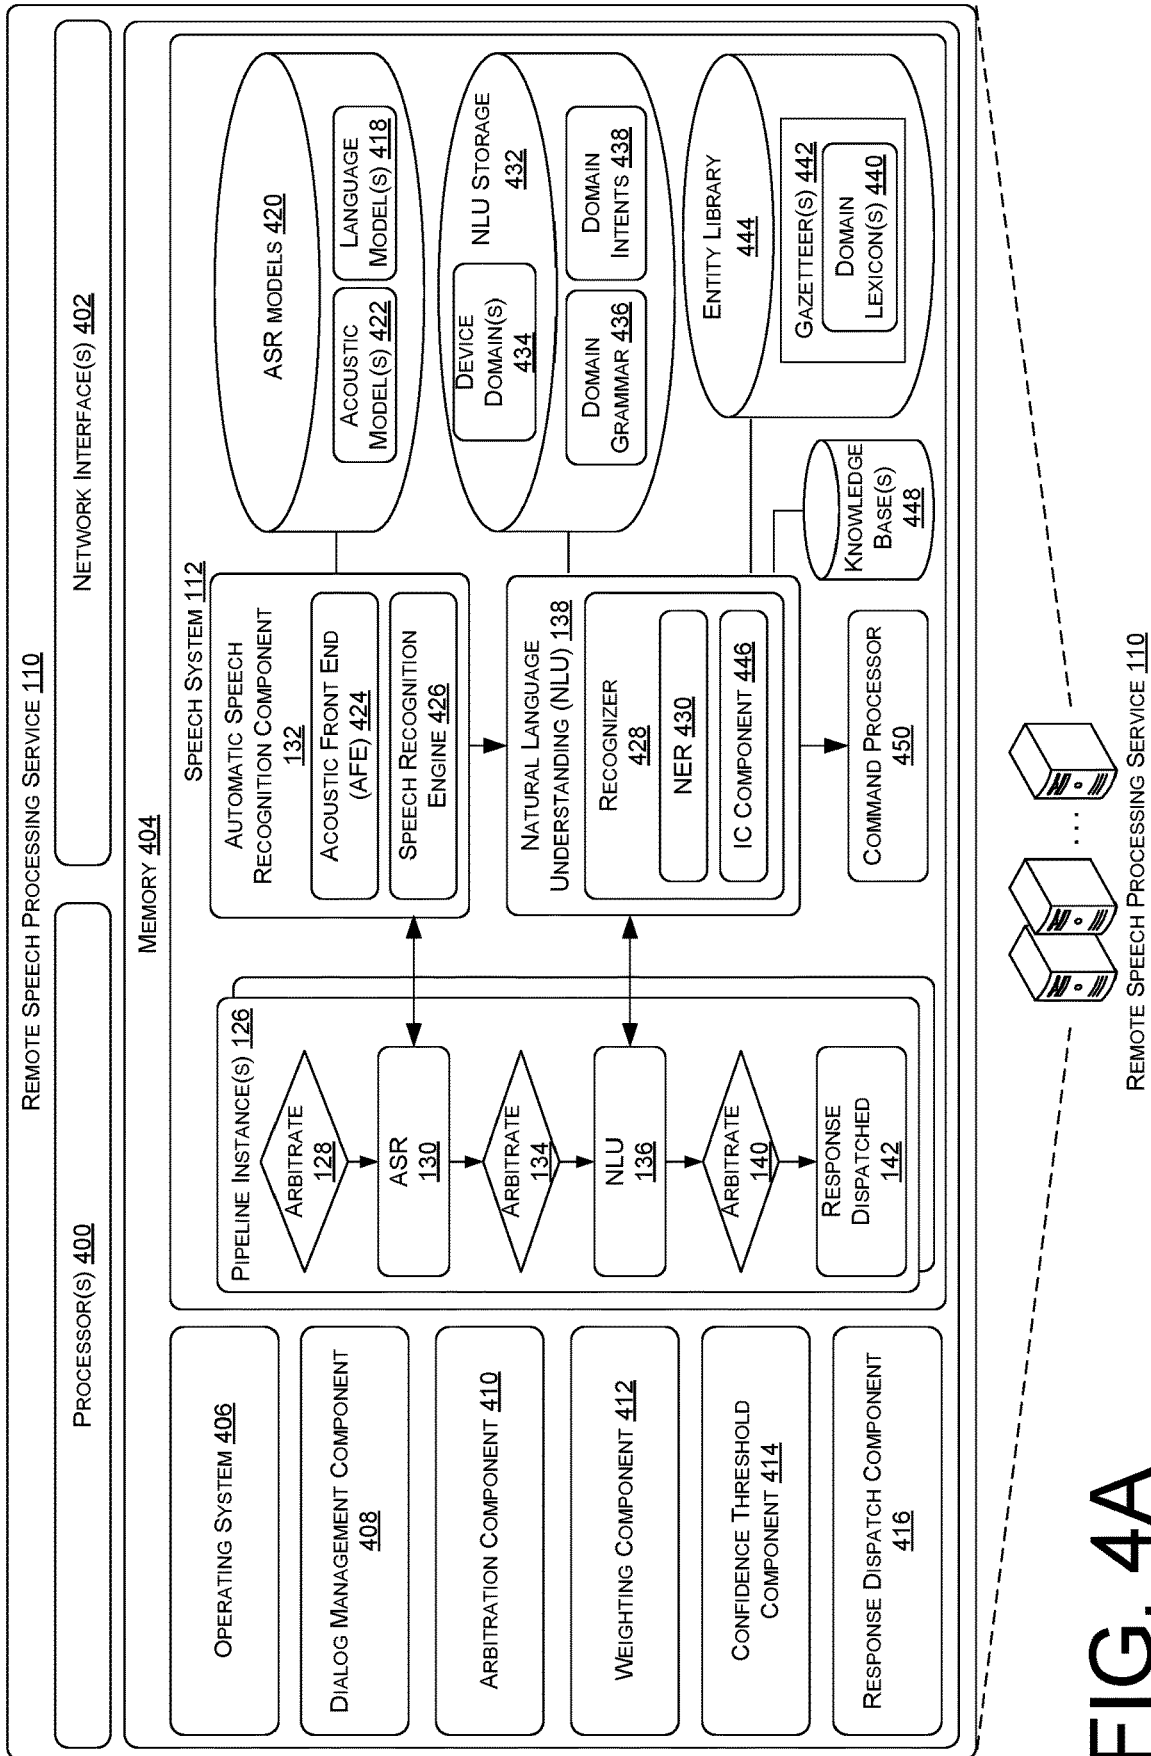 REMOTE SPEECH PROCESSING SERVICE 110
PROCESSOR(S) 400
NETWORK INTERFACE(S) 402
MEMORY 404
OPERATING SYSTEM 406
DIALOG MANAGEMENT COMPONENT
408
ARBITRATION COMPONENT 410
WEIGHTING COMPONENT 412
CONFIDENCE THRESHOLD
COMPONENT 414
RESPONSE DISPATCH COMPONENT
416
SPEECH SYSTEM 112
PIPELINE INSTANCE(S) 126
ARBITRATE
128
ASR
130
ARBITRATE
134
NLU
136
ARBITRATE
140
RESPONSE
DISPATCHED
142
AUTOMATIC SPEECH
RECOGNITION COMPONENT
132
ACOUSTIC FRONT END
(AFE) 424
SPEECH RECOGNITION
ENGINE 426
NATURAL LANGUAGE
UNDERSTANDING (NLU) 138
RECOGNIZER
428
NER 430
IC COMPONENT 446
COMMAND PROCESSOR
450
ASR MODELS 420
ACOUSTIC
MODEL(S) 422
LANGUAGE
MODEL(S) 418
NLU STORAGE
432
DEVICE
DOMAIN(S)
434
DOMAIN
GRAMMAR 436
DOMAIN
INTENTS 438
ENTITY LIBRARY
444
GAZETTEER(S) 442
DOMAIN
LEXICON(S) 440
KNOWLEDGE
BASE(S)
448
REMOTE SPEECH PROCESSING SERVICE 110
FIG. 4A